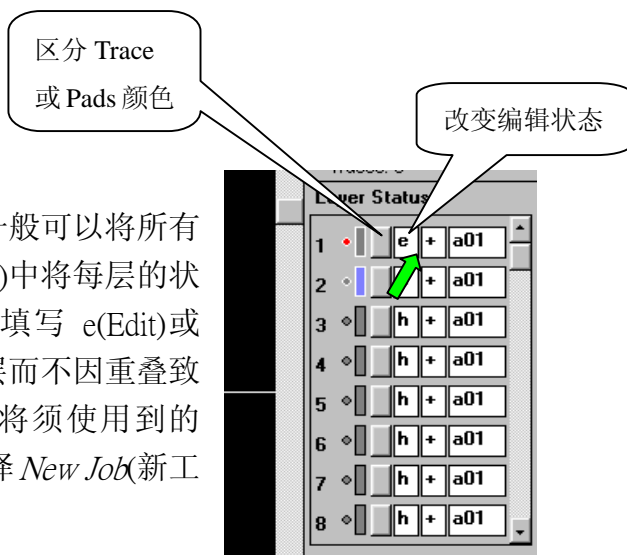 区分 Trace
或 Pads 颜色
改变编辑状态
Layer Status
一般可以将所有
)中将每层的状
填写 e(Edit)或
层而不因重叠致
将须使用到的
择 New Job(新工
1 e + a01
2 + a01
3 h + a01
4 h + a01
5 h + a01
6 h + a01
7 h + a01
8 h + a01